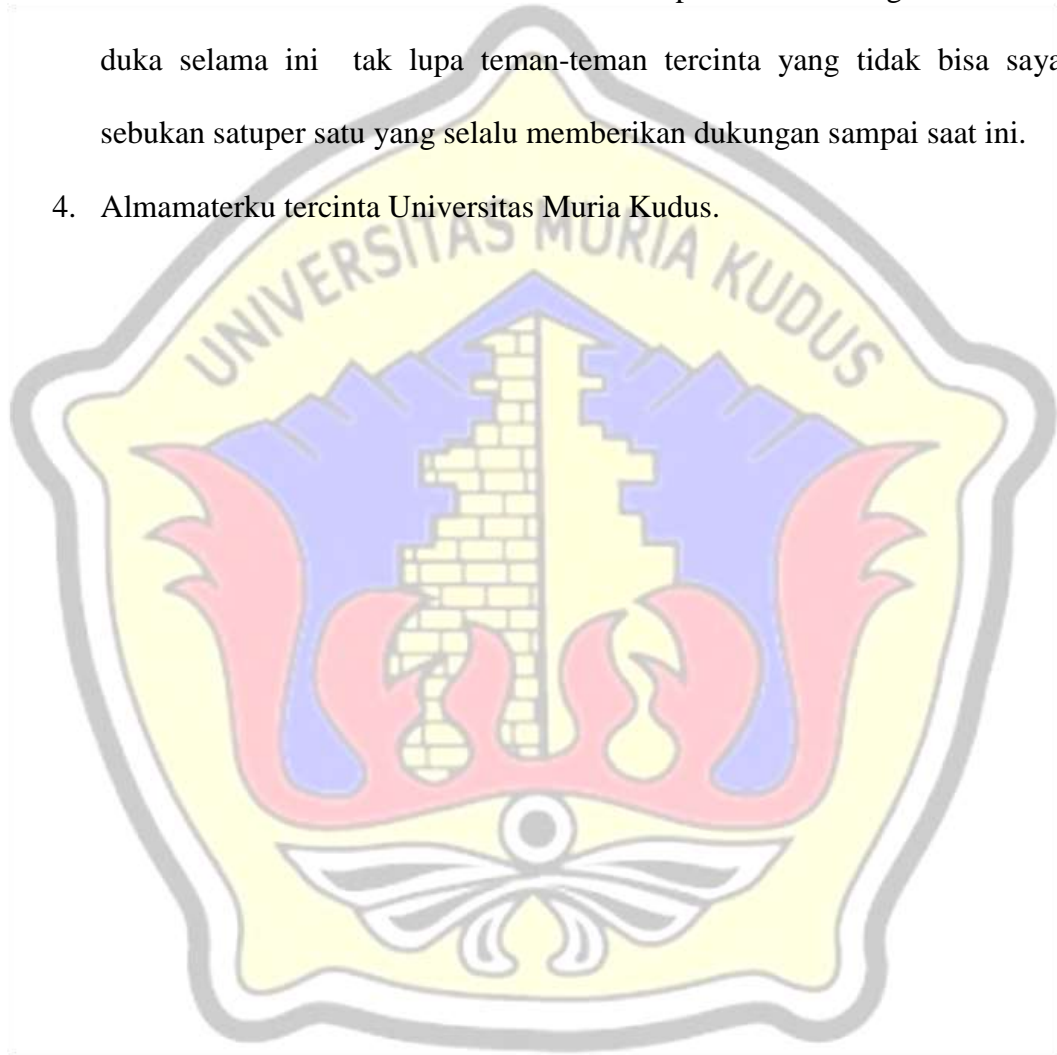 duka selama ini tak lupa teman-teman tercinta yang tidak bisa saya
sebukan satuper satu yang selalu memberikan dukungan sampai saat ini.
4. Almamaterku tercinta Universitas Muria Kudus.
UNIVERSITAS MURIA KUDUS